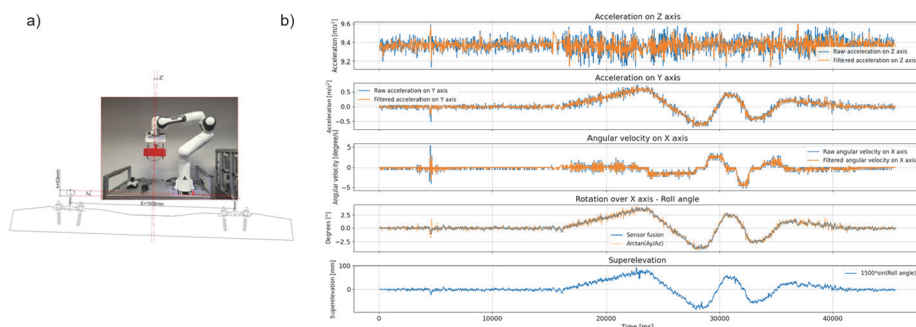 a)
b)
Acceleration on Z axis
Acceleration [m/s²]
9.6
9.4
9.2
Raw acceleration on Z axis
Filtered acceleration on Z axis
Acceleration on Y axis
Acceleration [m/s²]
0.5
0.0
-0.5
Raw acceleration on Y axis
Filtered acceleration on Y axis
Angular velocity on X axis
Angular velocity [degree/s]
5
0
-5
Raw angular velocity on X axis
Filtered angular velocity on X axis
Rotation over X axis - Roll angle
Degrees [°]
2.5
0.0
-2.5
Sensor fusion
Arctan(Ay/Az)
Superelevation
Superelevation [mm]
100
0
1500*sin(Roll angle)
0
10000
20000
30000
40000
Time [ms]
E=1506mm